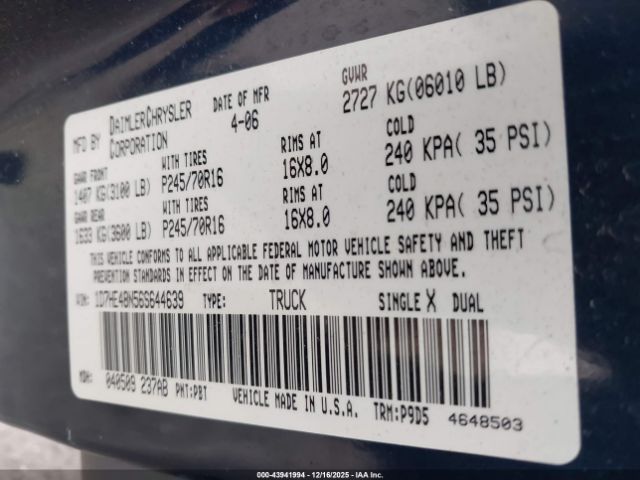 MFD BY DAIMLERCHRYSLER CORPORATION DATE OF MFR 4-06 GVWR 2727 KG(06010 LB)
GAWR FRONT WITH TIRES RIMS AT COLD
1407 KG(3100 LB) P245/70R16 16X8.0 240 KPA( 35 PSI)
GAWR REAR WITH TIRES RIMS AT COLD
1633 KG(3600 LB) P245/70R16 16X8.0 240 KPA( 35 PSI)
THIS VEHICLE CONFORMS TO ALL APPLICABLE FEDERAL MOTOR VEHICLE SAFETY AND THEFT
PREVENTION STANDARDS IN EFFECT ON THE DATE OF MANUFACTURE SHOWN ABOVE.
VIN: 1D7HE48N56S644639 TYPE: TRUCK SINGLE X DUAL
MDH: 040509 237AB PNT:PBT VEHICLE MADE IN U.S.A. TRM:P9D5 4648503
000-43941994 - 12/16/2025 - IAA Inc.